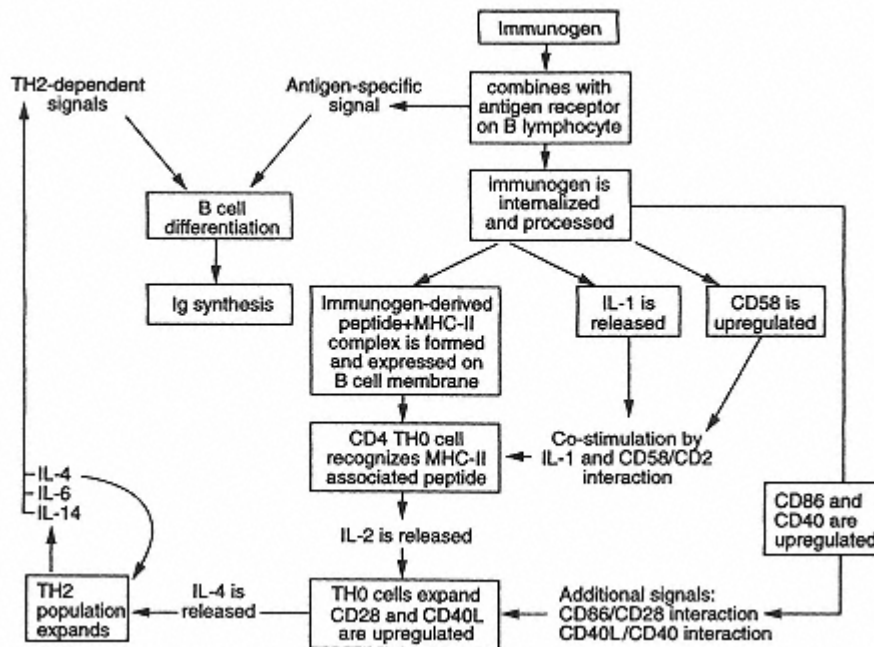 Immunogen
combines with
antigen receptor
on B lymphocyte
TH2-dependent
signals
Antigen-specific
signal
B cell
differentiation
Ig synthesis
Immunogen is
internalized
and processed
Immunogen-derived
peptide+MHC-II
complex is formed
and expressed on
B cell membrane
IL-1 is
released
CD58 is
upregulated
CD4 TH0 cell
recognizes MHC-II
associated peptide
Co-stimulation by
IL-1 and CD58/CD2
interaction
CD86 and
CD40 are
upregulated
IL-4
IL-6
IL-14
IL-2 is released
TH2
population
expands
IL-4 is
released
TH0 cells expand
CD28 and CD40L
are upregulated
Additional signals:
CD86/CD28 interaction
CD40L/CD40 interaction